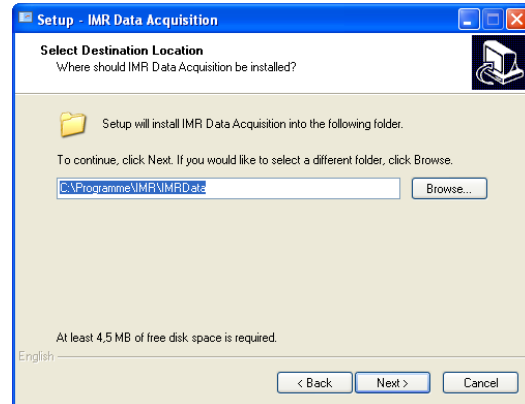 Setup - IMR Data Acquisition
Select Destination Location
Where should IMR Data Acquisition be installed?
Setup will install IMR Data Acquisition into the following folder.
To continue, click Next. If you would like to select a different folder, click Browse.
C:\Programme\IMR\IMRData
Browse...
At least 4,5 MB of free disk space is required.
English
< Back
Next >
Cancel